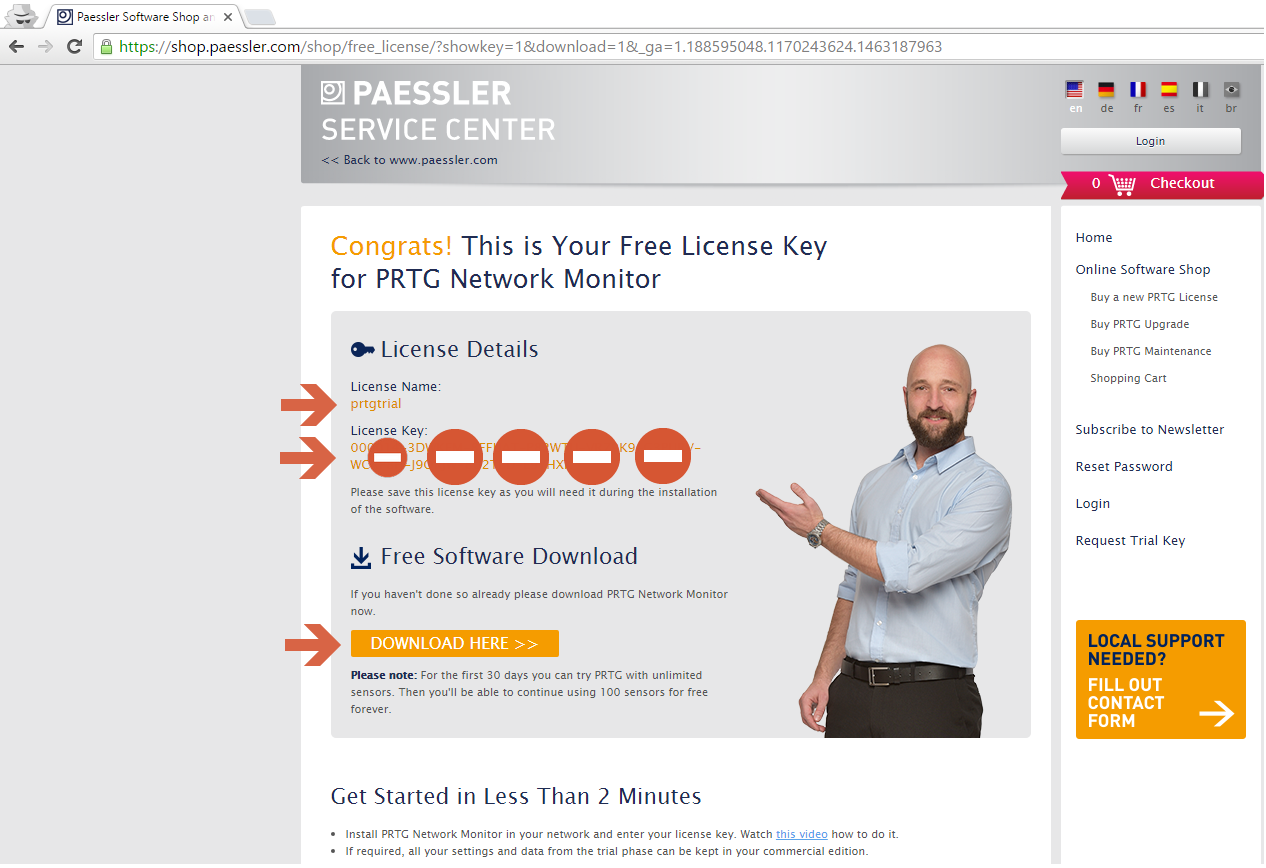 Paessler Software Shop an
https://shop.paessler.com/shop/free_license/?showkey=1&download=1&_ga=1.188595048.1170243624.1463187963
PAESSLER
SERVICE CENTER
<< Back to www.paessler.com
en de fr es it br
Login
0 Checkout
Congrats! This is Your Free License Key
for PRTG Network Monitor
License Details
License Name:
prtgtrial
License Key:
Please save this license key as you will need it during the installation
of the software.
Free Software Download
If you haven't done so already please download PRTG Network Monitor
now.
DOWNLOAD HERE >>
Please note: For the first 30 days you can try PRTG with unlimited
sensors. Then you'll be able to continue using 100 sensors for free
forever.
Get Started in Less Than 2 Minutes
• Install PRTG Network Monitor in your network and enter your license key. Watch this video how to do it.
• If required, all your settings and data from the trial phase can be kept in your commercial edition.
Home
Online Software Shop
Buy a new PRTG License
Buy PRTG Upgrade
Buy PRTG Maintenance
Shopping Cart
Subscribe to Newsletter
Reset Password
Login
Request Trial Key
LOCAL SUPPORT
NEEDED?
FILL OUT
CONTACT
FORM